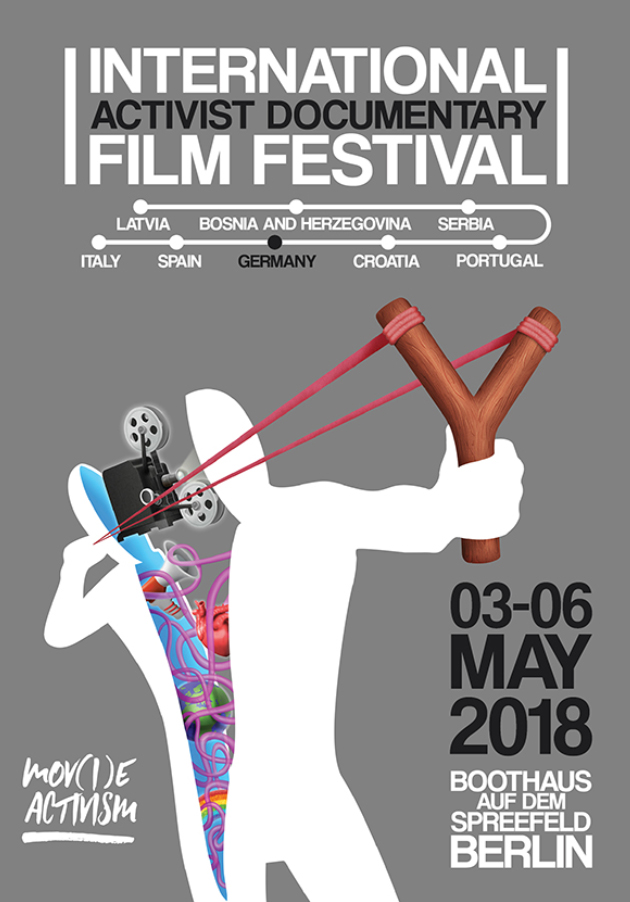 INTERNATIONAL
ACTIVIST DOCUMENTARY
FILM FESTIVAL
LATVIA BOSNIA AND HERZEGOVINA SERBIA
ITALY SPAIN GERMANY CROATIA PORTUGAL
03-06
MAY
2018
BOOTHAUS
AUF DEM
SPREEFELD
BERLIN
MOV(I)E
ACTIVISM